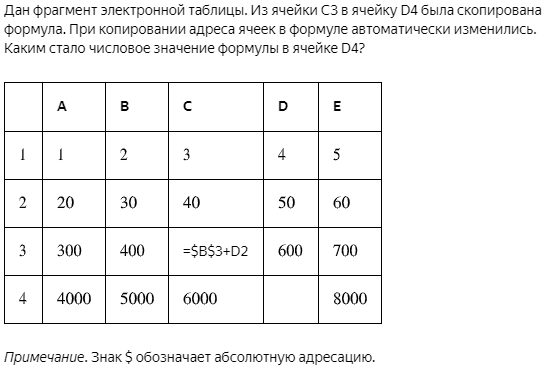 Дан фрагмент электронной таблицы. Из ячейки C3 в ячейку D4 была скопирована
формула. При копировании адреса ячеек в формуле автоматически изменились.
Каким стало числовое значение формулы в ячейке D4?
A B C D E
1 1 2 3 4 5
2 20 30 40 50 60
3 300 400 =$B$3+D2 600 700
4 4000 5000 6000 8000
Примечание. Знак $ обозначает абсолютную адресацию.